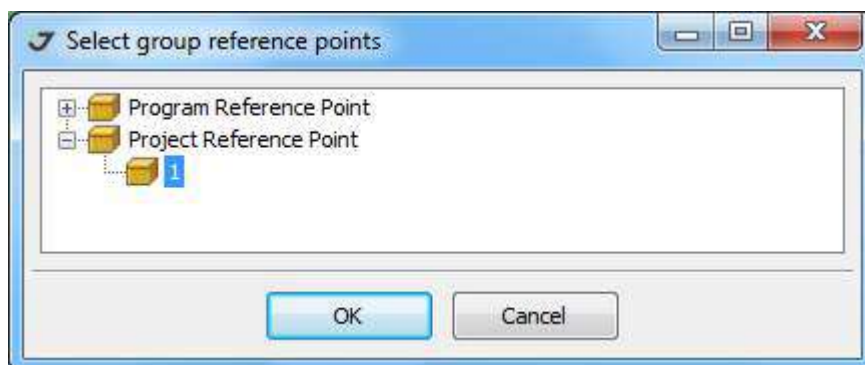 Select group reference points
Program Reference Point
Project Reference Point
1
OK Cancel